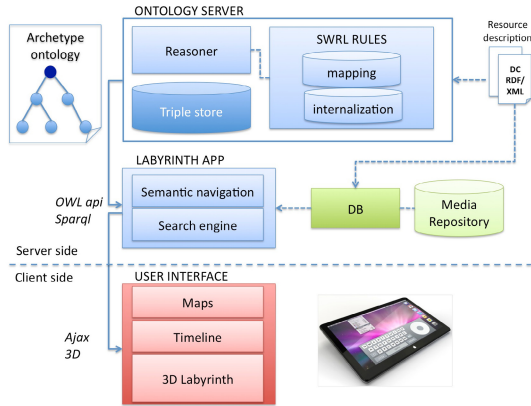 ONTOLOGY SERVER
Archetype
ontology
Reasoner
Triple store
SWRL RULES
mapping
internalization
Resource
description
DC
RDF/
XML
LABYRINTH APP
OWL api
Sparql
Semantic navigation
Search engine
DB
Media
Repository
Server side
Client side
USER INTERFACE
Ajax
3D
Maps
Timeline
3D Labyrinth